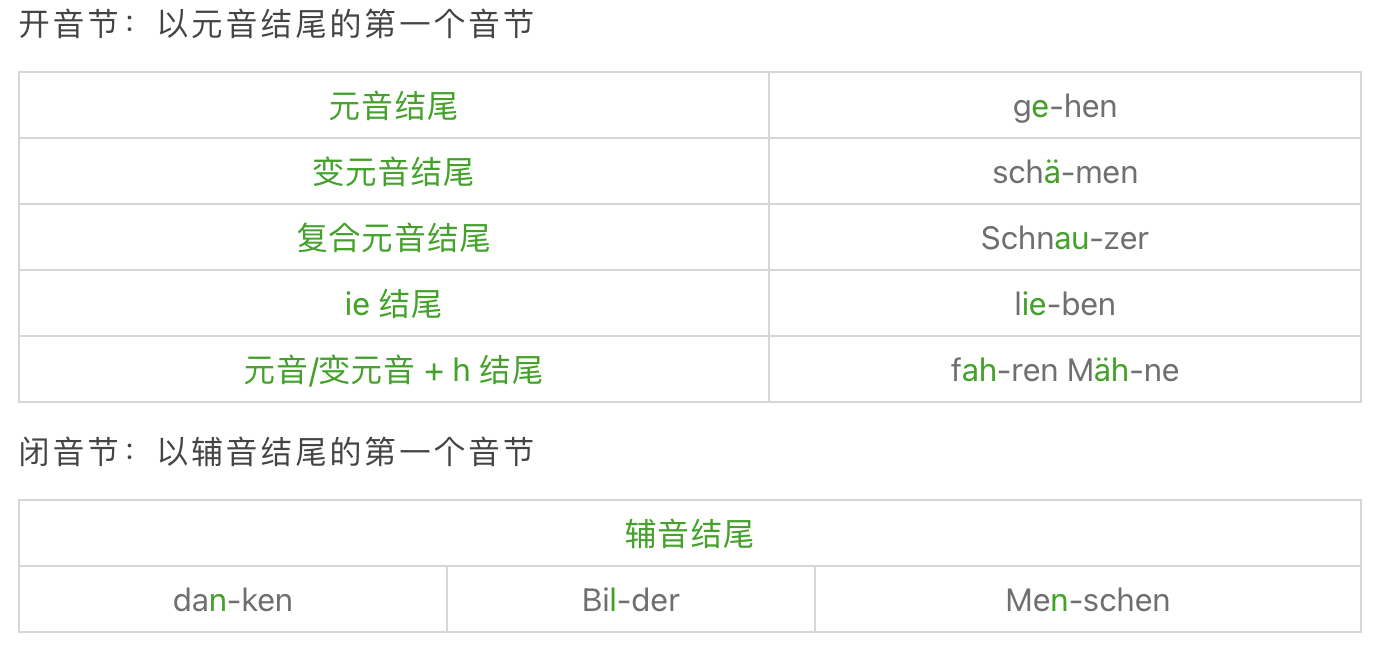 开音节：以元音结尾的第一个音节
元音结尾 ge-hen
变元音结尾 schä-men
复合元音结尾 Schnau-zer
ie 结尾 lie-ben
元音/变元音 + h 结尾 fah-ren Mäh-ne
闭音节：以辅音结尾的第一个音节
辅音结尾
dan-ken Bil-der Men-schen